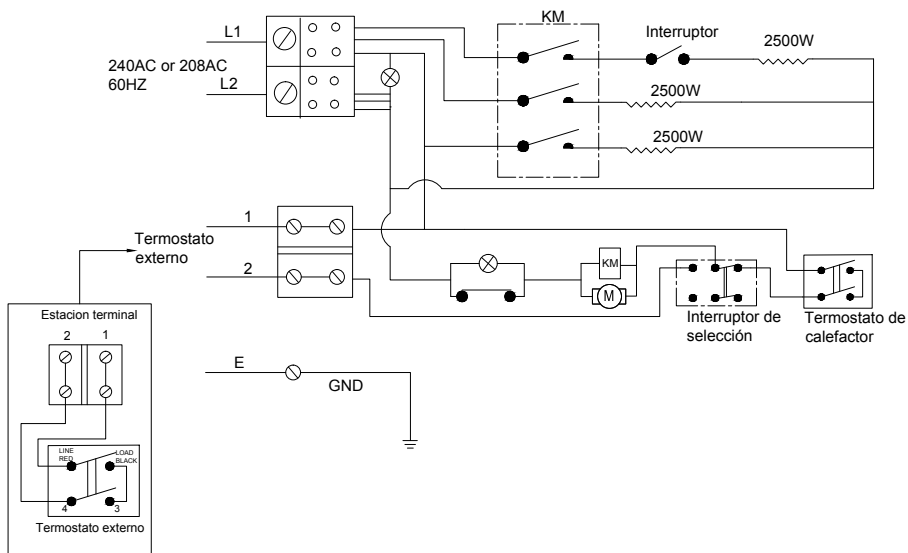 KM
L1
Interruptor
2500W
240AC or 208AC
60HZ
L2
2500W
2500W
1
Termostato
externo
2
KM
M
Estacion terminal
Interruptor de
selección
Termostato de
calefactor
2 1
E
GND
LINE
RED
LOAD
BLACK
4 3
Termostato externo